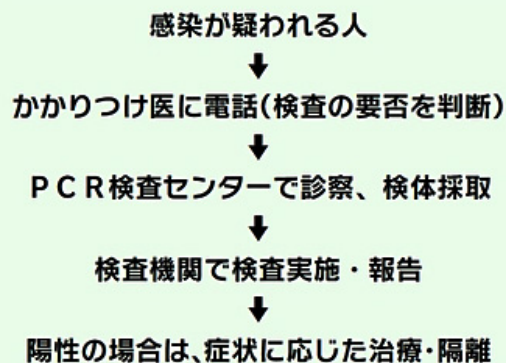 感染が疑われる人
かかりつけ医に電話(検査の要否を判断)
ＰＣＲ検査センターで診察、検体採取
検査機関で検査実施・報告
陽性の場合は、症状に応じた治療・隔離